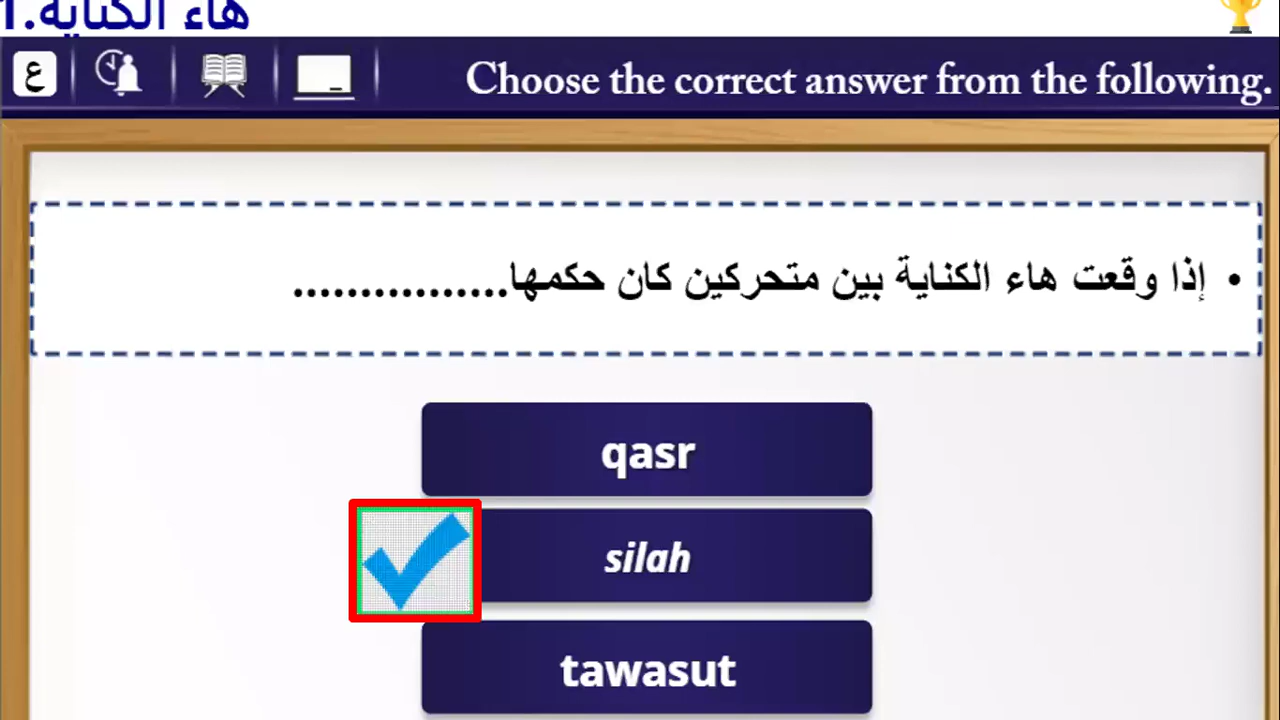 1.هاء الكناية
ع
Choose the correct answer from the following.
• إذا وقعت هاء الكناية بين متحركين كان حكمها................
qasr
silah
tawasut